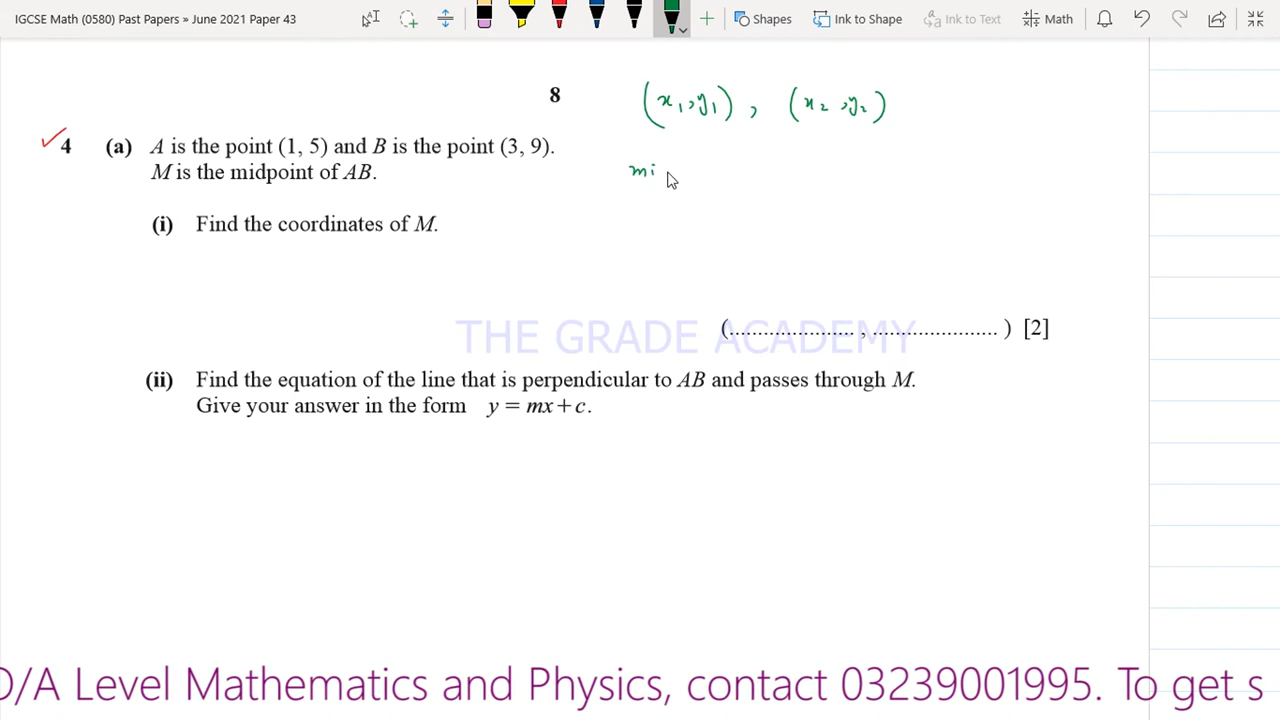 IGCSE Math (0580) Past Papers » June 2021 Paper 43
Shapes
Ink to Shape
Ink to Text
Math
8
(x₁,y₁) , (x₂,y₂)
4 (a) A is the point (1, 5) and B is the point (3, 9).
M is the midpoint of AB.
mi
(i) Find the coordinates of M.
(...................... , ......................) [2]
THE GRADE ACADEMY
(ii) Find the equation of the line that is perpendicular to AB and passes through M.
Give your answer in the form y = mx + c.
O/A Level Mathematics and Physics, contact 03239001995. To get s